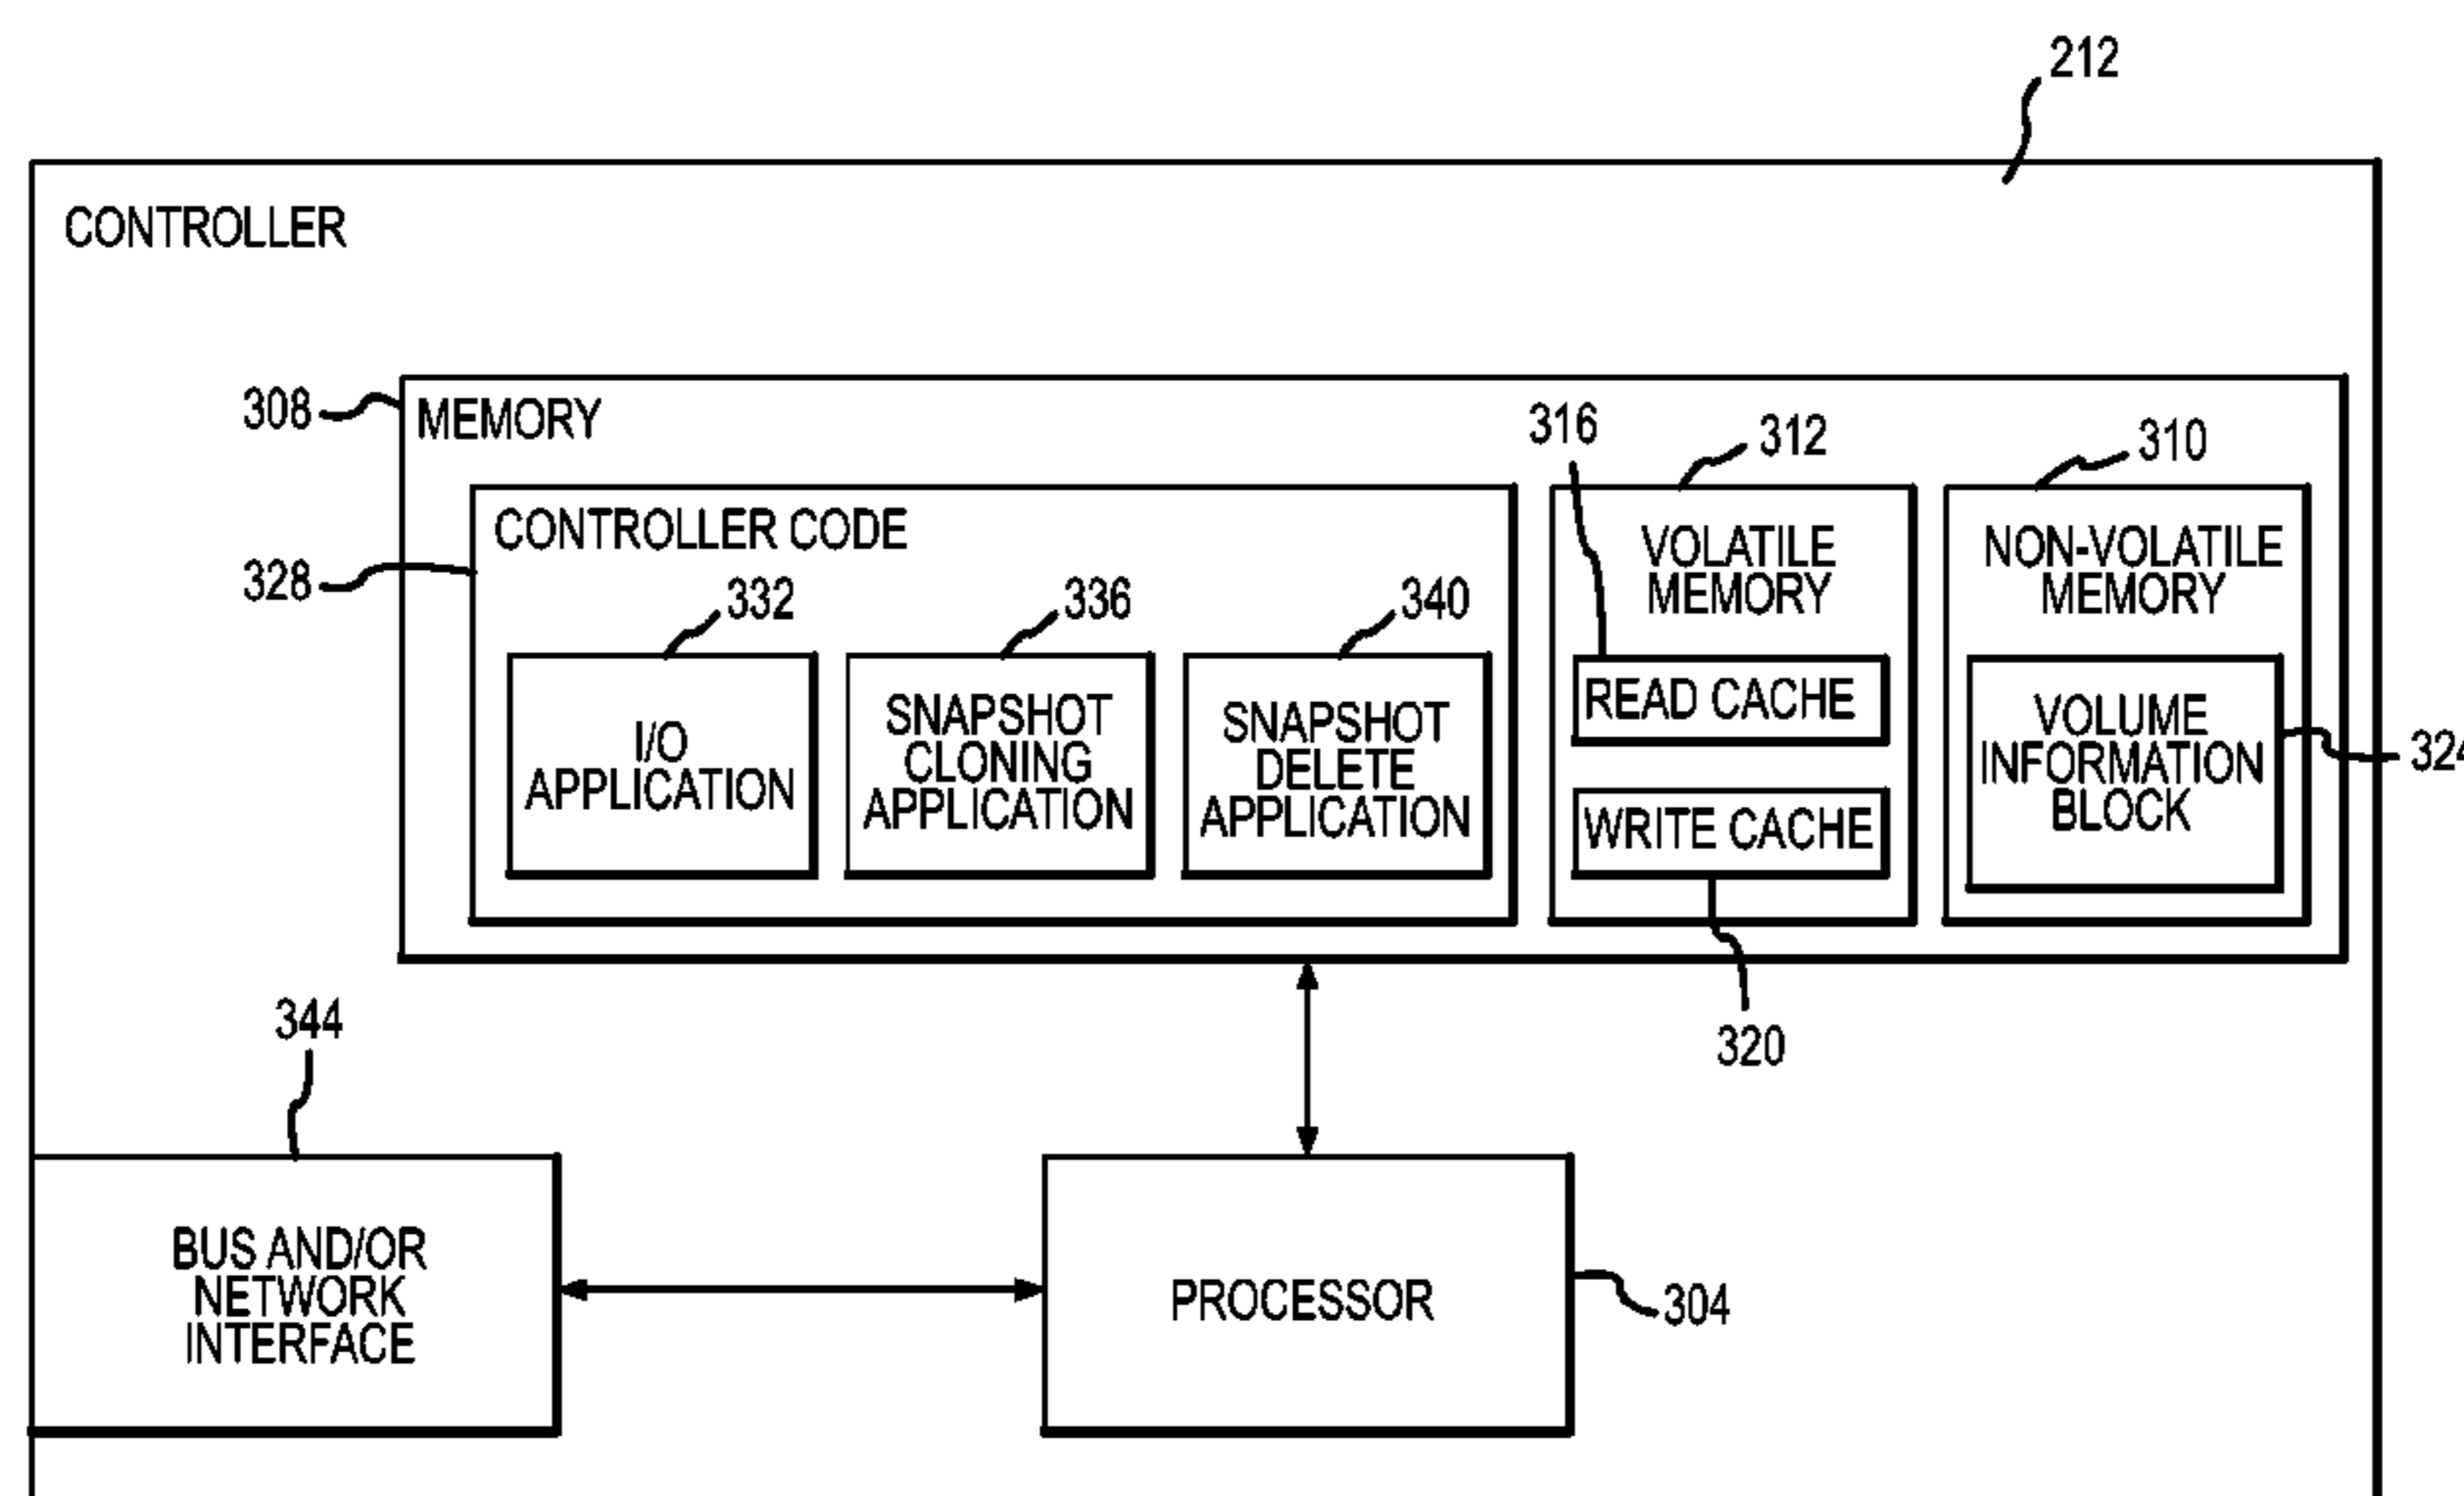 212
CONTROLLER
308
MEMORY
316
312
310
CONTROLLER CODE
328
VOLATILE
MEMORY
NON-VOLATILE
MEMORY
332
336
340
I/O
APPLICATION
SNAPSHOT
CLONING
APPLICATION
SNAPSHOT
DELETE
APPLICATION
READ CACHE
WRITE CACHE
VOLUME
INFORMATION
BLOCK
324
320
344
BUS AND/OR
NETWORK
INTERFACE
PROCESSOR
304